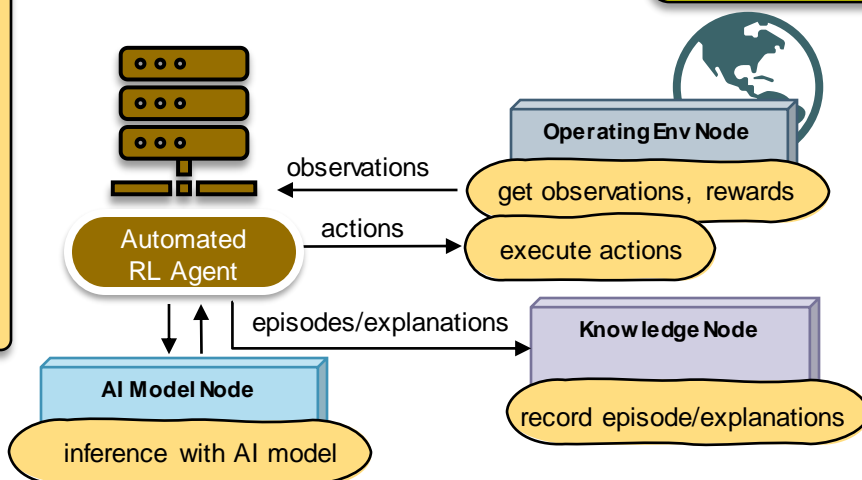 Operating Env Node
observations
get observations, rewards
Automated
RL Agent
actions
execute actions
episodes/explanations
Knowledge Node
AI Model Node
record episode/explanations
inference with AI model